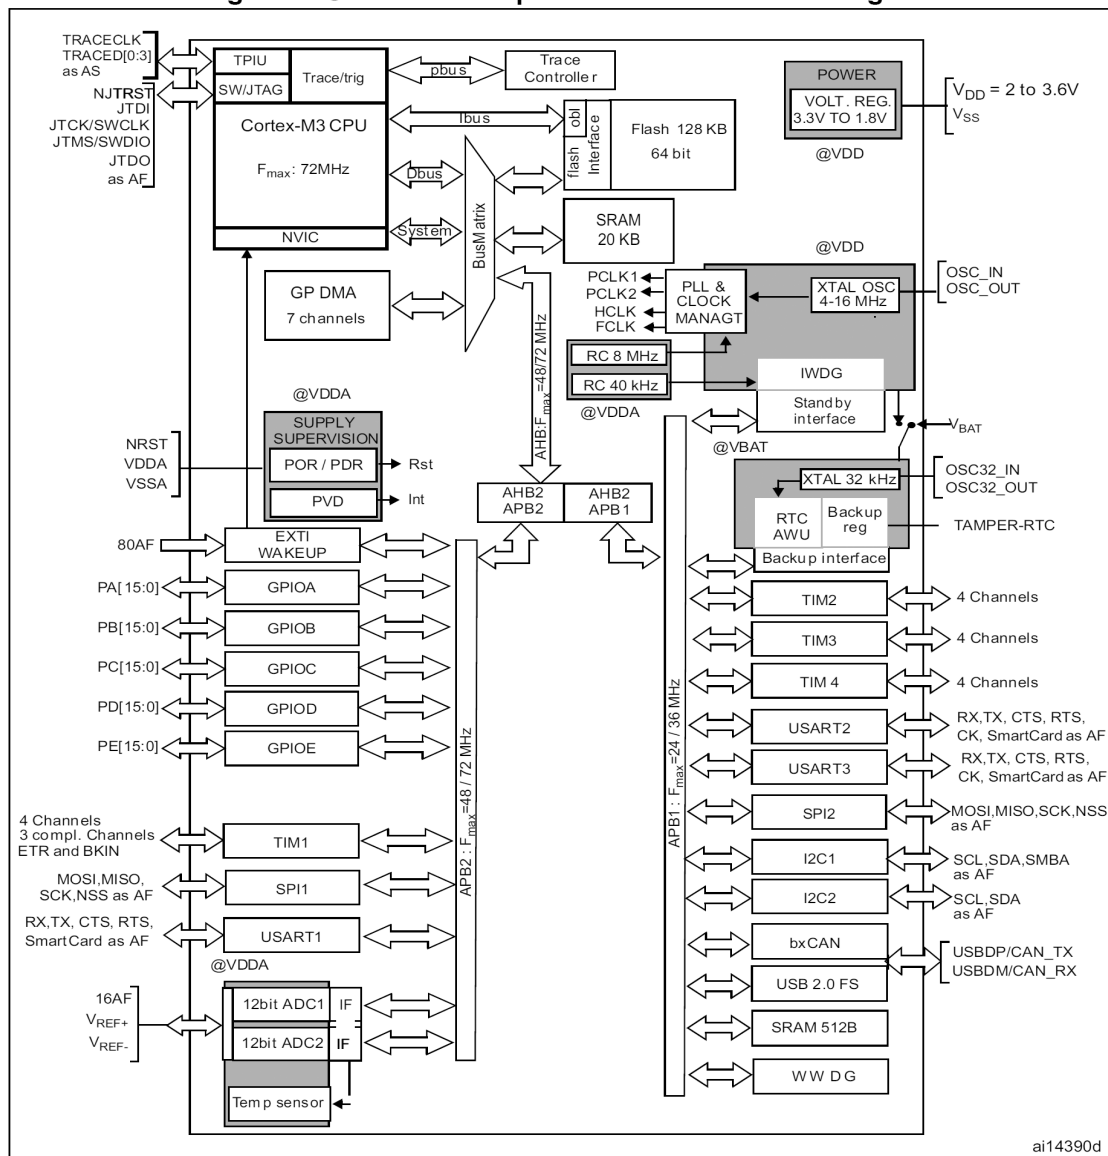 TRACECLK
TRACED[0:3]
as AS
NJTRST
JTDI
JTCK/SWCLK
JTMS/SWDIO
JTDO
as AF
TPIU
SW/JTAG
Trace/trig
Cortex-M3 CPU
Fmax: 72MHz
NVIC
pbus
Trace
Controller
Ibus
Dbus
System
BusMatrix
flash obl
Interface
Flash 128 KB
64 bit
SRAM
20 KB
POWER
VOLT. REG.
3.3V TO 1.8V
@VDD
VDD = 2 to 3.6V
VSS
GP DMA
7 channels
AHB:Fmax=48/72 MHz
@VDD
PCLK1
PCLK2
HCLK
FCLK
PLL &
CLOCK
MANAGT
XTAL OSC
4-16 MHz
OSC_IN
OSC_OUT
RC 8 MHz
RC 40 kHz
@VDDA
IWDG
Standby
interface
@VBAT
VBAT
@VDDA
SUPPLY
SUPERVISION
POR / PDR
PVD
Rst
Int
NRST
VDDA
VSSA
AHB2
APB2
AHB2
APB1
XTAL 32 kHz
OSC32_IN
OSC32_OUT
RTC
AWU
Backup
reg
TAMPER-RTC
Backup interface
80AF
EXTI
WAKEUP
PA[15:0]
GPIOA
PB[15:0]
GPIOB
PC[15:0]
GPIOC
PD[15:0]
GPIOD
PE[15:0]
GPIOE
4 Channels
3 compl. Channels
ETR and BKIN
TIM1
MOSI,MISO,
SCK,NSS as AF
SPI1
RX,TX, CTS, RTS,
SmartCard as AF
USART1
@VDDA
16AF
VREF+
VREF-
12bit ADC1
IF
12bit ADC2
IF
Temp sensor
APB2 : Fmax=48 / 72 MHz
APB1 : Fmax=24 / 36 MHz
TIM2
4 Channels
TIM3
4 Channels
TIM 4
4 Channels
USART2
RX,TX, CTS, RTS,
CK, SmartCard as AF
USART3
RX,TX, CTS, RTS,
CK, SmartCard as AF
SPI2
MOSI,MISO,SCK,NSS
as AF
I2C1
SCL,SDA,SMBA
as AF
I2C2
SCL,SDA
as AF
bxCAN
USBDP/CAN_TX
USBDM/CAN_RX
USB 2.0 FS
SRAM 512B
WWDG
ai14390d